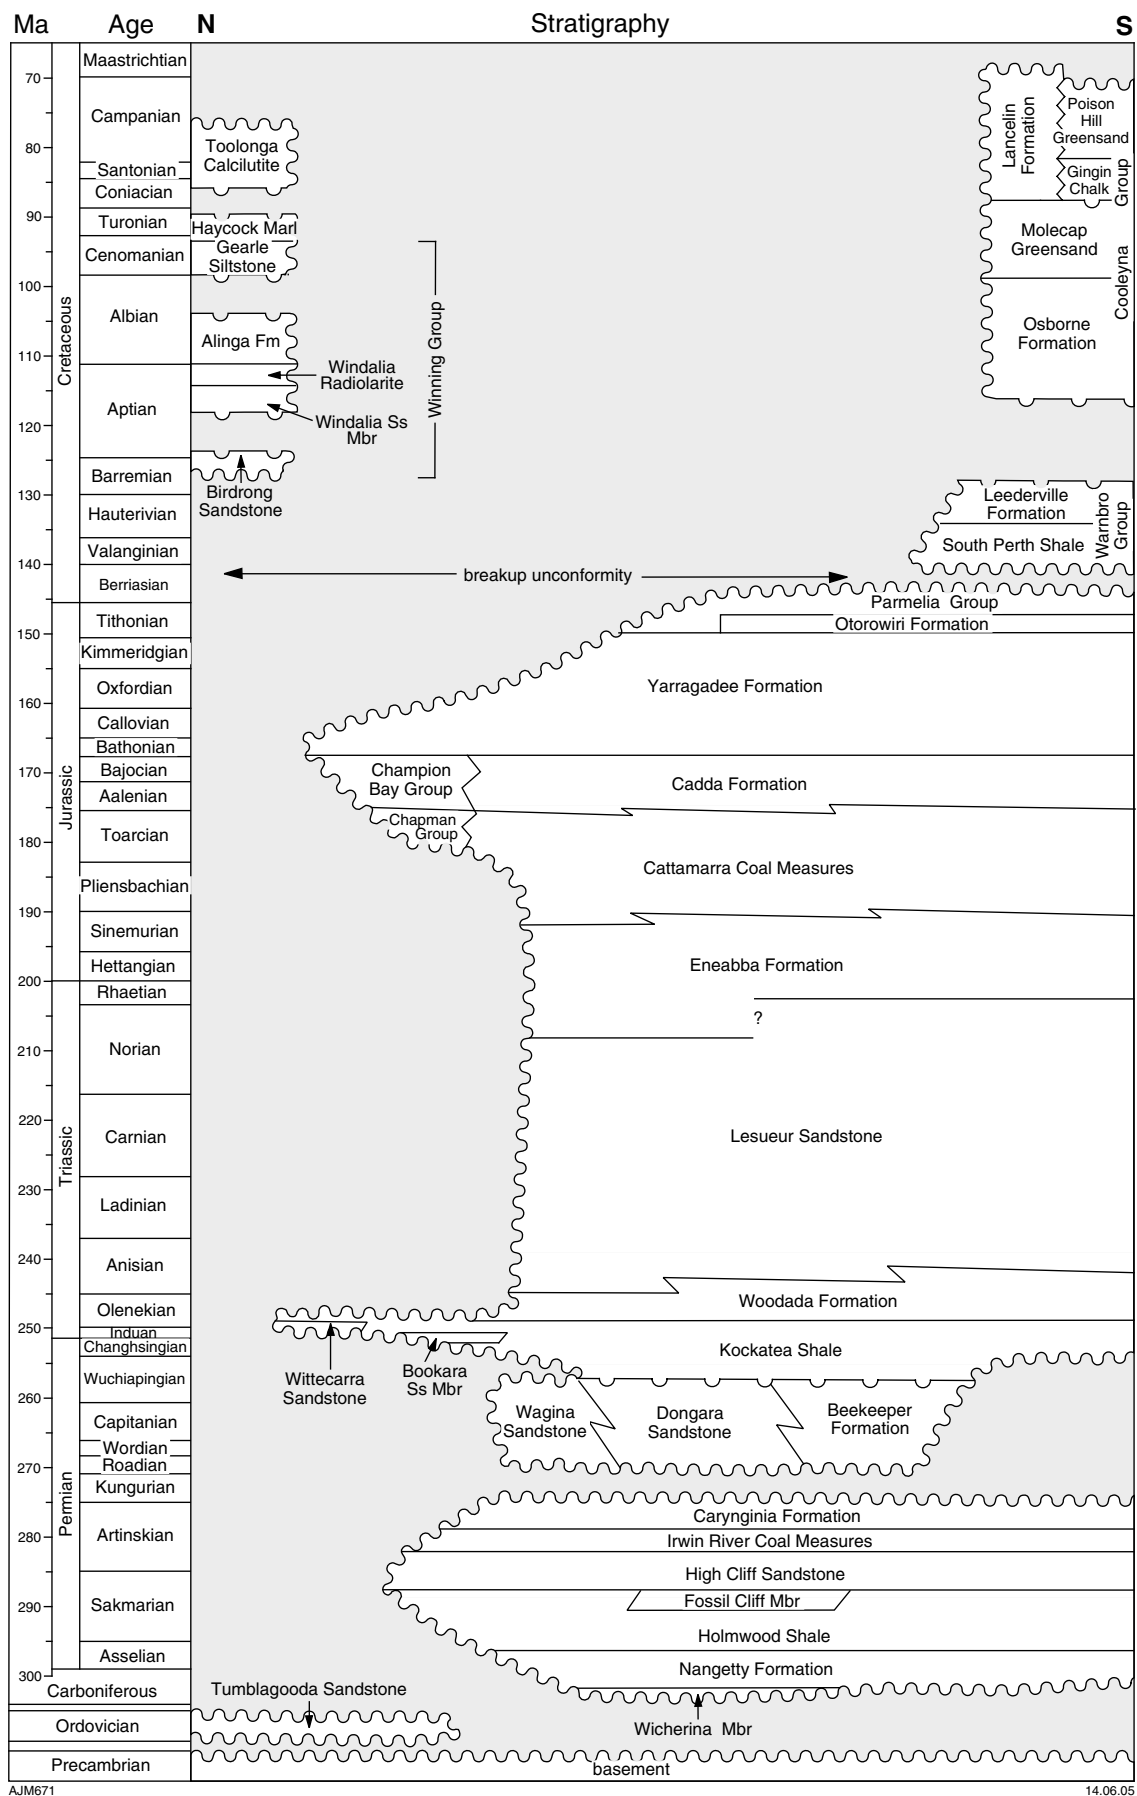 Ma Age N Stratigraphy S
Maastrichtian
70
Campanian
80
Santonian
Coniacian
90
Turonian
Cenomanian
100
Albian
110
Aptian
120
Barremian
130
Hauterivian
Valanginian
140
Berriasian
Cretaceous
Tithonian
150
Kimmeridgian
Oxfordian
160
Callovian
Bathonian
170
Bajocian
Aalenian
Toarcian
180
Pliensbachian
190
Sinemurian
Hettangian
200
Jurassic
Rhaetian
Norian
210
Carnian
220
230
Ladinian
240
Anisian
Olenekian
250
Induan
Triassic
Changhsingian
Wuchiapingian
260
Capitanian
Wordian
Roadian
270
Kungurian
Artinskian
280
Sakmarian
290
Asselian
300
Permian
Carboniferous
Ordovician
Precambrian
Toolonga
Calcilutite
Haycock Marl
Gearle
Siltstone
Alinga Fm
Windalia
Radiolarite
Windalia Ss
Mbr
Birdrong
Sandstone
Winning Group
Lancelin
Formation
Poison
Hill
Greensand
Gingin
Chalk
Molecap
Greensand
Osborne
Formation
Cooleyna
Group
Leederville
Formation
South Perth Shale
Warnbro
Group
breakup unconformity
Parmelia Group
Otorowiri Formation
Yarragadee Formation
Champion
Bay Group
Cadda Formation
Chapman
Group
Cattamarra Coal Measures
Eneabba Formation
?
Lesueur Sandstone
Woodada Formation
Kockatea Shale
Wittecarra
Sandstone
Bookara
Ss Mbr
Wagina
Sandstone
Dongara
Sandstone
Beekeeper
Formation
Carynginia Formation
Irwin River Coal Measures
High Cliff Sandstone
Fossil Cliff Mbr
Holmwood Shale
Nangetty Formation
Wicherina Mbr
Tumblagooda Sandstone
basement
AJM671
14.06.05